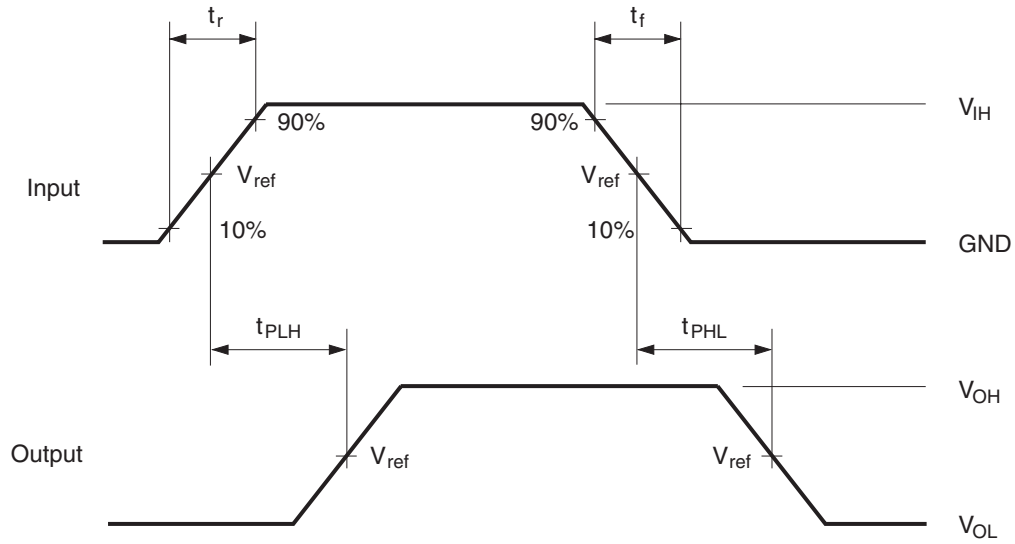 tr
tf
90%
90%
VIH
Input
Vref
Vref
10%
10%
GND
tPLH
tPHL
VOH
Output
Vref
Vref
VOL